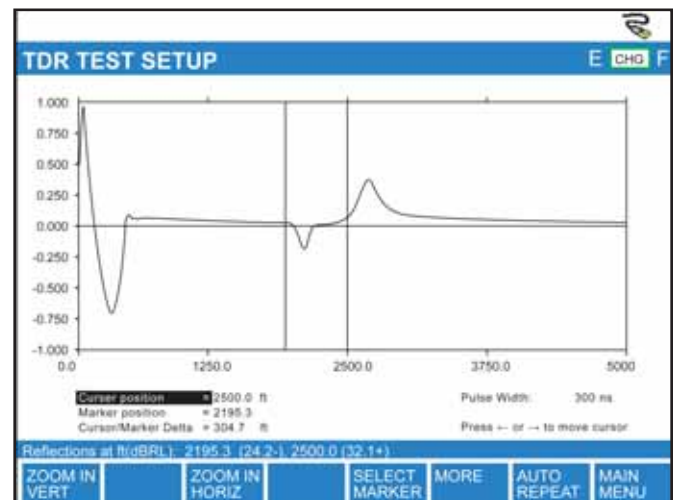 TDR TEST SETUP E CHG F
1.000
0.750
0.500
0.250
-0.000
-0.250
-0.500
-0.750
-1.000
0.0 1250.0 2500.0 3750.0 5000
Curser position = 2500.0 ft Pulse Width: 300 ns
Marker position = 2195.3
Cursor/Marker Delta = 304.7 ft Press ← or → to move cursor
Reflections at ft(dBRL): 2195.3 (24.2-), 2500.0 (32.1+)
ZOOM IN VERT
ZOOM IN HORIZ
SELECT MARKER
MORE
AUTO REPEAT
MAIN MENU